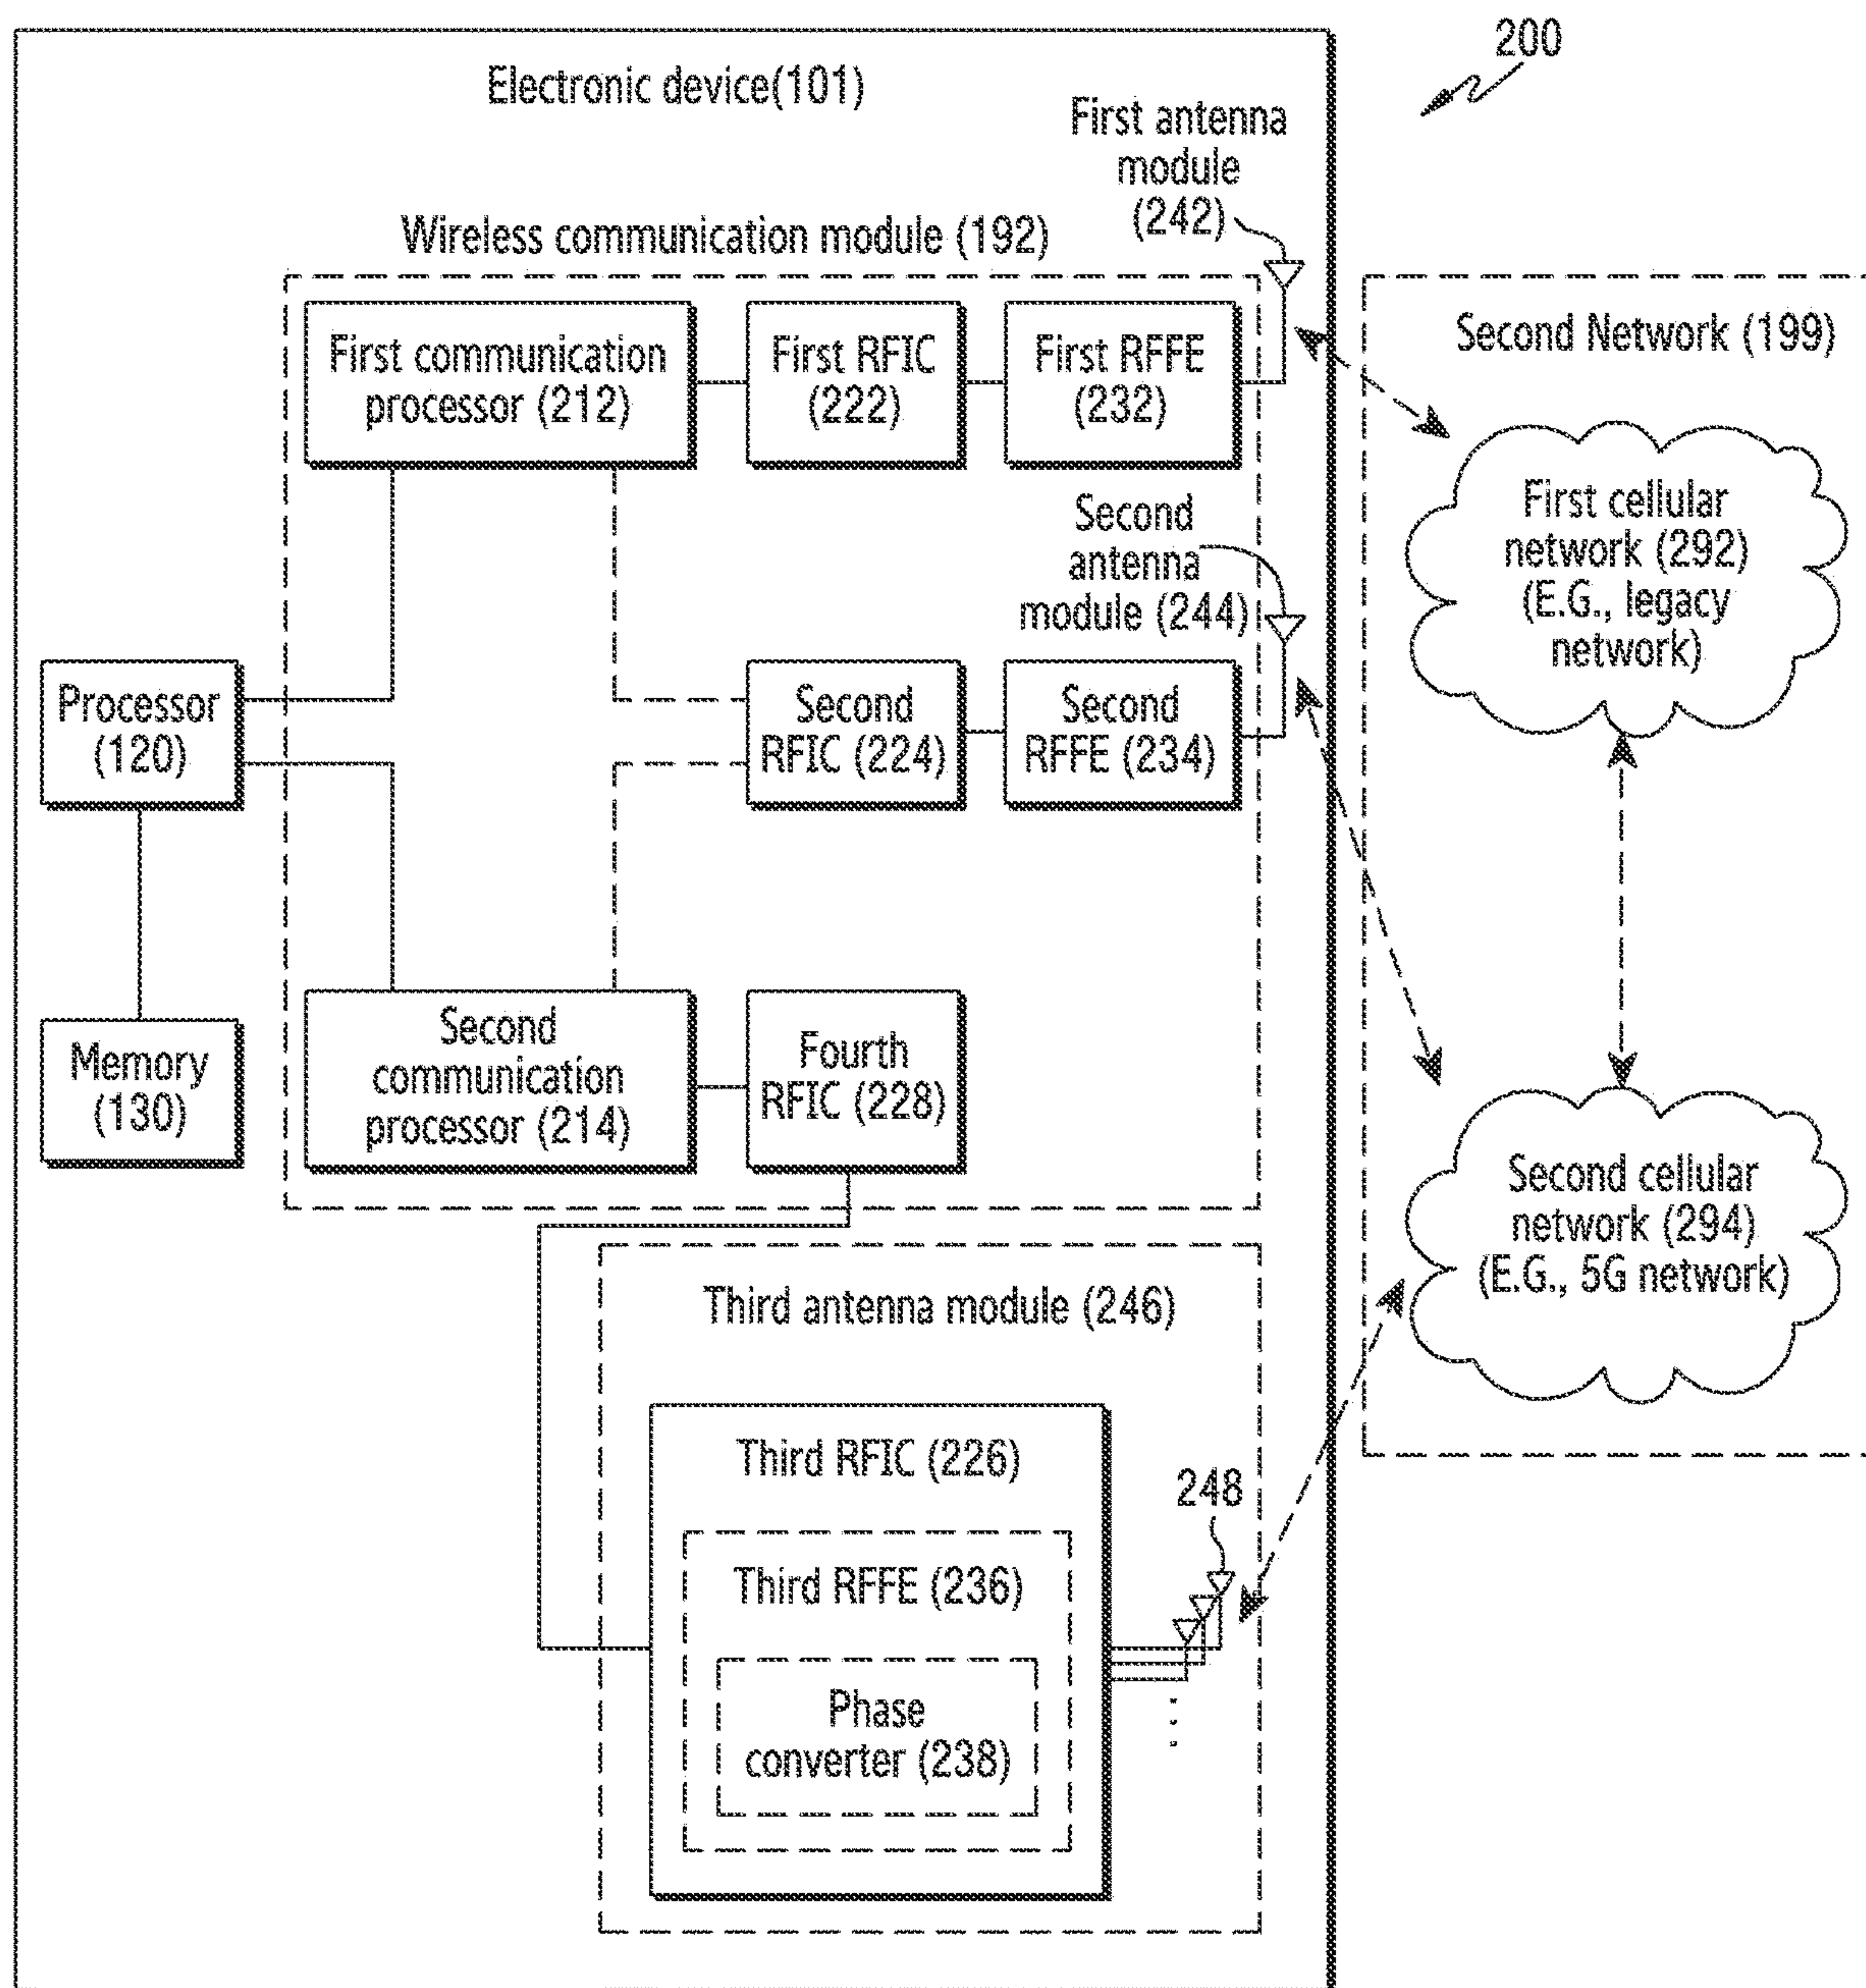 200
Electronic device(101)
First antenna
module
(242)
Wireless communication module (192)
First communication
processor (212)
First RFIC
(222)
First RFFE
(232)
Second Network (199)
First cellular
network (292)
(E.G., legacy
network)
Second
antenna
module (244)
Processor
(120)
Second
RFIC (224)
Second
RFFE (234)
Memory
(130)
Second
communication
processor (214)
Fourth
RFIC (228)
Second cellular
network (294)
(E.G., 5G network)
Third antenna module (246)
Third RFIC (226)
248
Third RFFE (236)
Phase
converter (238)